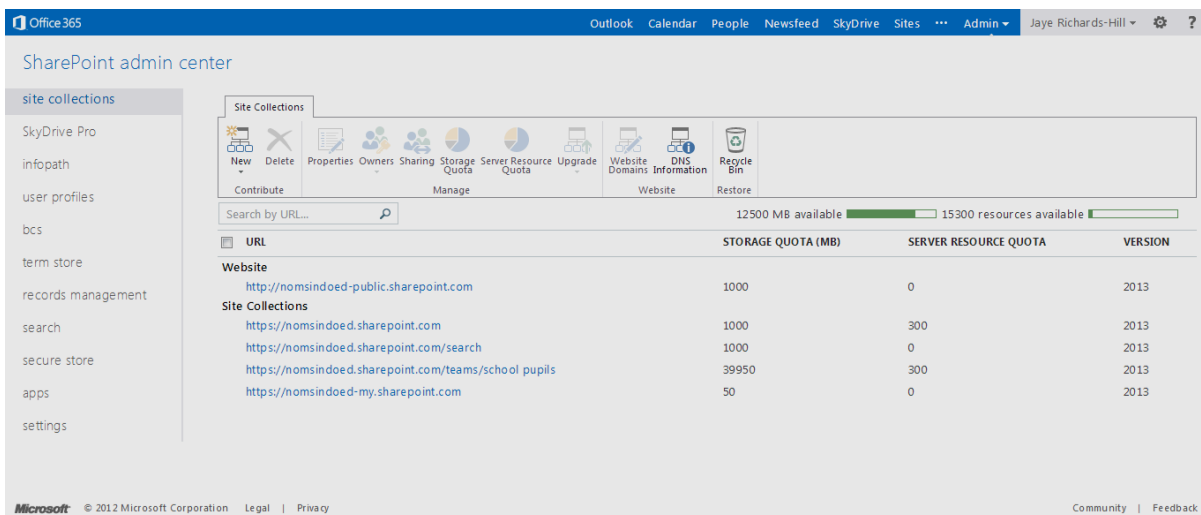 Office 365 Outlook Calendar People Newsfeed SkyDrive Sites ••• Admin Jaye Richards-Hill ?
SharePoint admin center
site collections
SkyDrive Pro
infopath
user profiles
bcs
term store
records management
search
secure store
apps
settings
Site Collections
New Delete Properties Owners Sharing Storage Quota Server Resource Quota Upgrade Website Domains DNS Information Recycle Bin
Contribute Manage Website Restore
Search by URL... 12500 MB available 15300 resources available
URL STORAGE QUOTA (MB) SERVER RESOURCE QUOTA VERSION
Website
http://nomsindoed-public.sharepoint.com 1000 0 2013
Site Collections
https://nomsindoed.sharepoint.com 1000 300 2013
https://nomsindoed.sharepoint.com/search 1000 0 2013
https://nomsindoed.sharepoint.com/teams/school pupils 39950 300 2013
https://nomsindoed-my.sharepoint.com 50 0 2013
Microsoft © 2012 Microsoft Corporation Legal | Privacy Community | Feedback